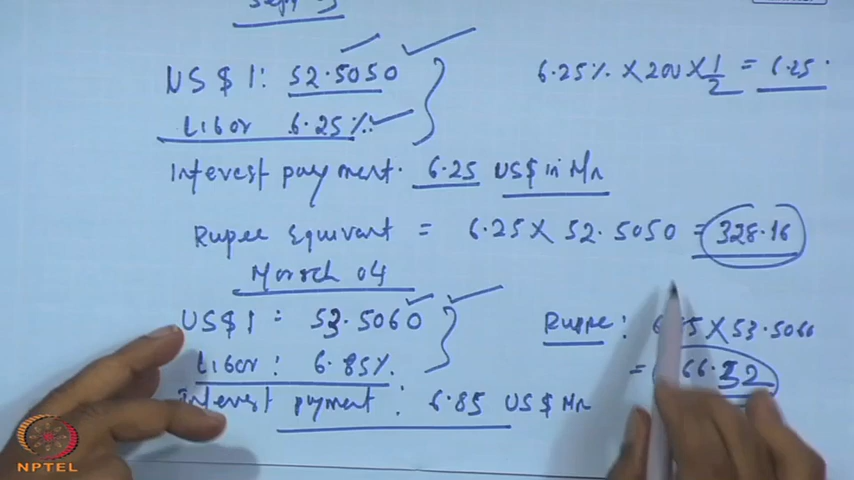 US $ 1: 52.5050
6.25% X 200 X 1/2 = 6.25
Libor 6.25%
Interest payment. 6.25 US$ in Mn
Rupee Equivant = 6.25 X 52.5050 = 328.16
March 04
US $ 1 : 53.5060
Rupee : X 53.5060
Libor : 6.85%
=
Interest payment : 6.85 US $ Mn
NPTEL